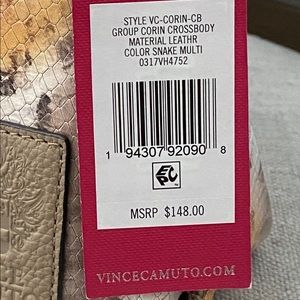 STYLE VC-CORIN-CB
GROUP CORIN CROSSBODY
MATERIAL LEATHR
COLOR SNAKE MULTI
0317VH4752
1 94307 92090 8
EPC
MSRP $148.00
VINCECAMUTO.COM